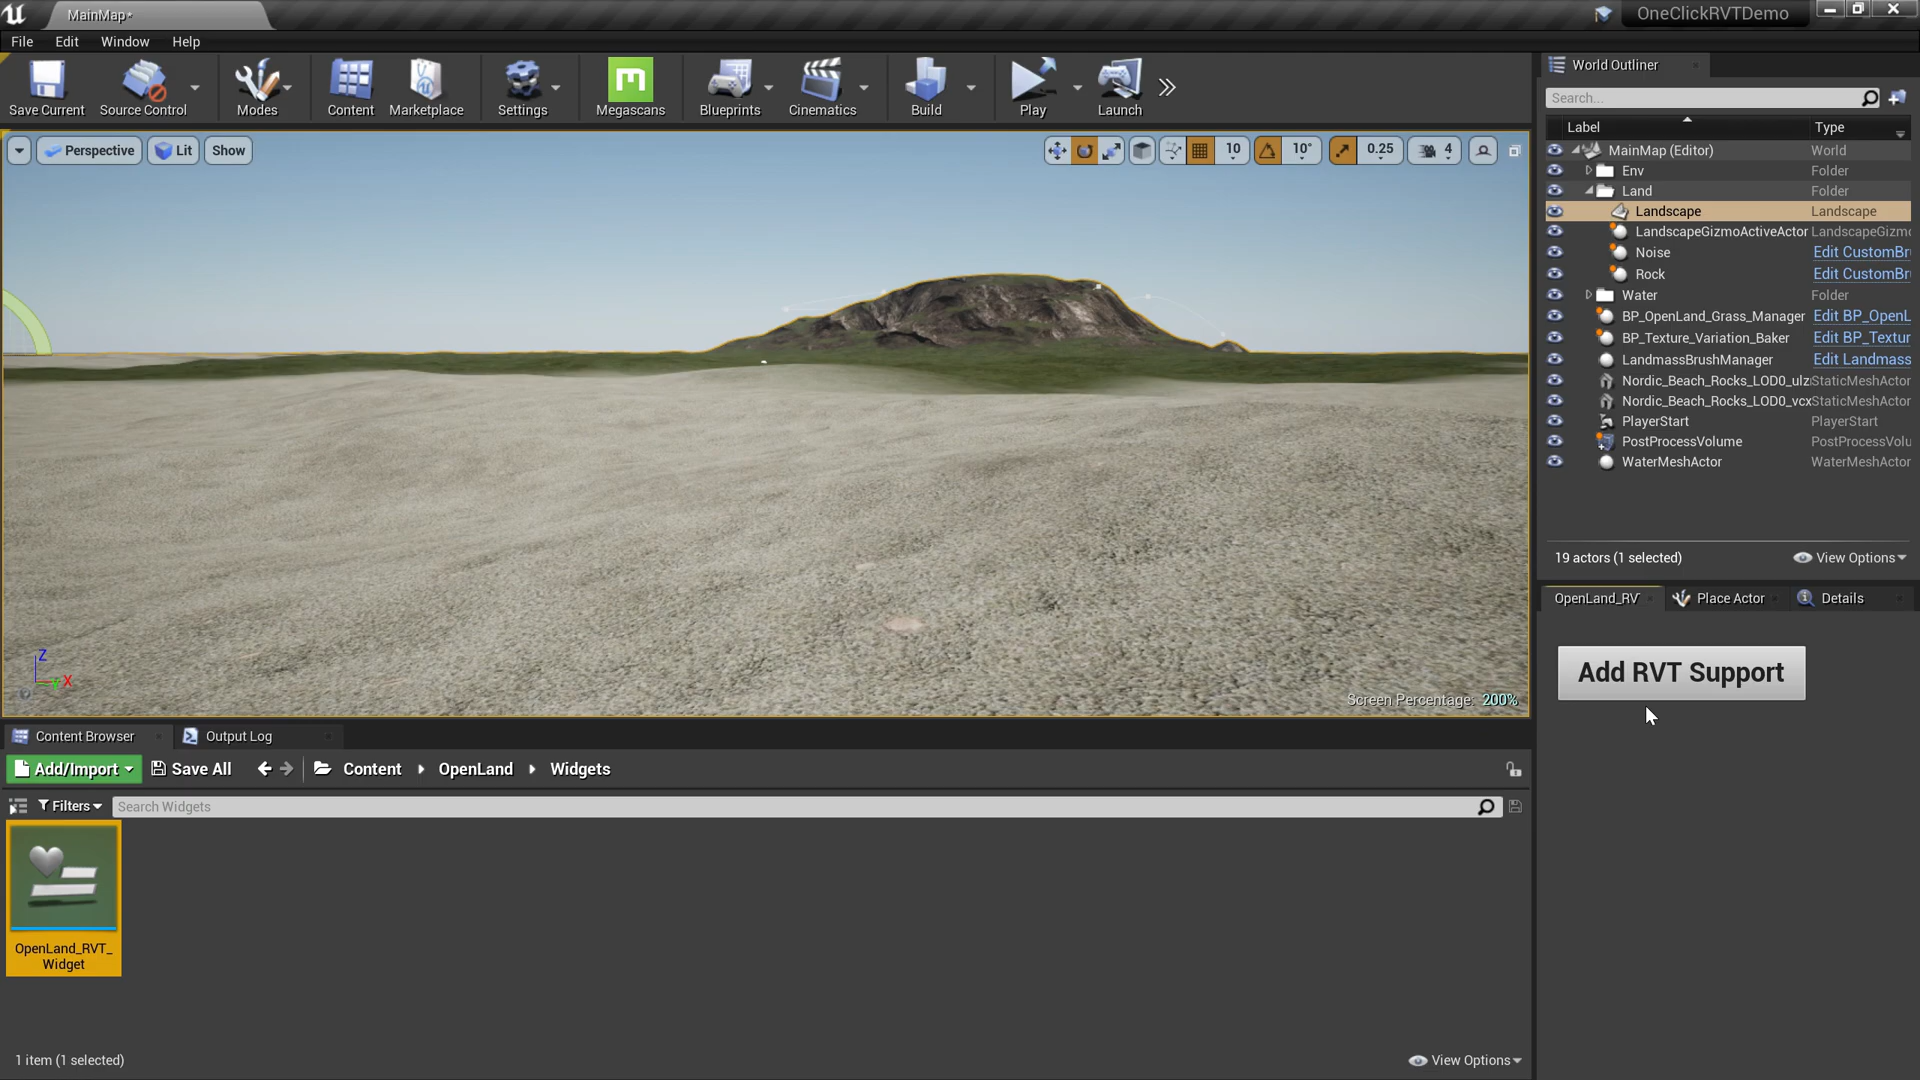 MainMap*
OneClickRVTDemo
File Edit Window Help
Save Current
Source Control
Modes
Content
Marketplace
Settings
Megascans
Blueprints
Cinematics
Build
Play
Launch
Perspective
Lit
Show
10
10°
0.25
4
Z
Y
X
Screen Percentage: 200%
World Outliner
Search...
Label Type
MainMap (Editor) World
Env Folder
Land Folder
Landscape Landscape
LandscapeGizmoActiveActor LandscapeGizmo
Noise Edit CustomBr
Rock Edit CustomBr
Water Folder
BP_OpenLand_Grass_Manager Edit BP_OpenL
BP_Texture_Variation_Baker Edit BP_Textur
LandmassBrushManager Edit Landmass
Nordic_Beach_Rocks_LOD0_ulz StaticMeshActor
Nordic_Beach_Rocks_LOD0_vcx StaticMeshActor
PlayerStart PlayerStart
PostProcessVolume PostProcessVolu
WaterMeshActor WaterMeshActor
19 actors (1 selected) View Options
OpenLand_RV
Place Actor
Details
Add RVT Support
Content Browser
Output Log
Add/Import
Save All
Content OpenLand Widgets
Filters
Search Widgets
OpenLand_RVT_
Widget
1 item (1 selected)
View Options